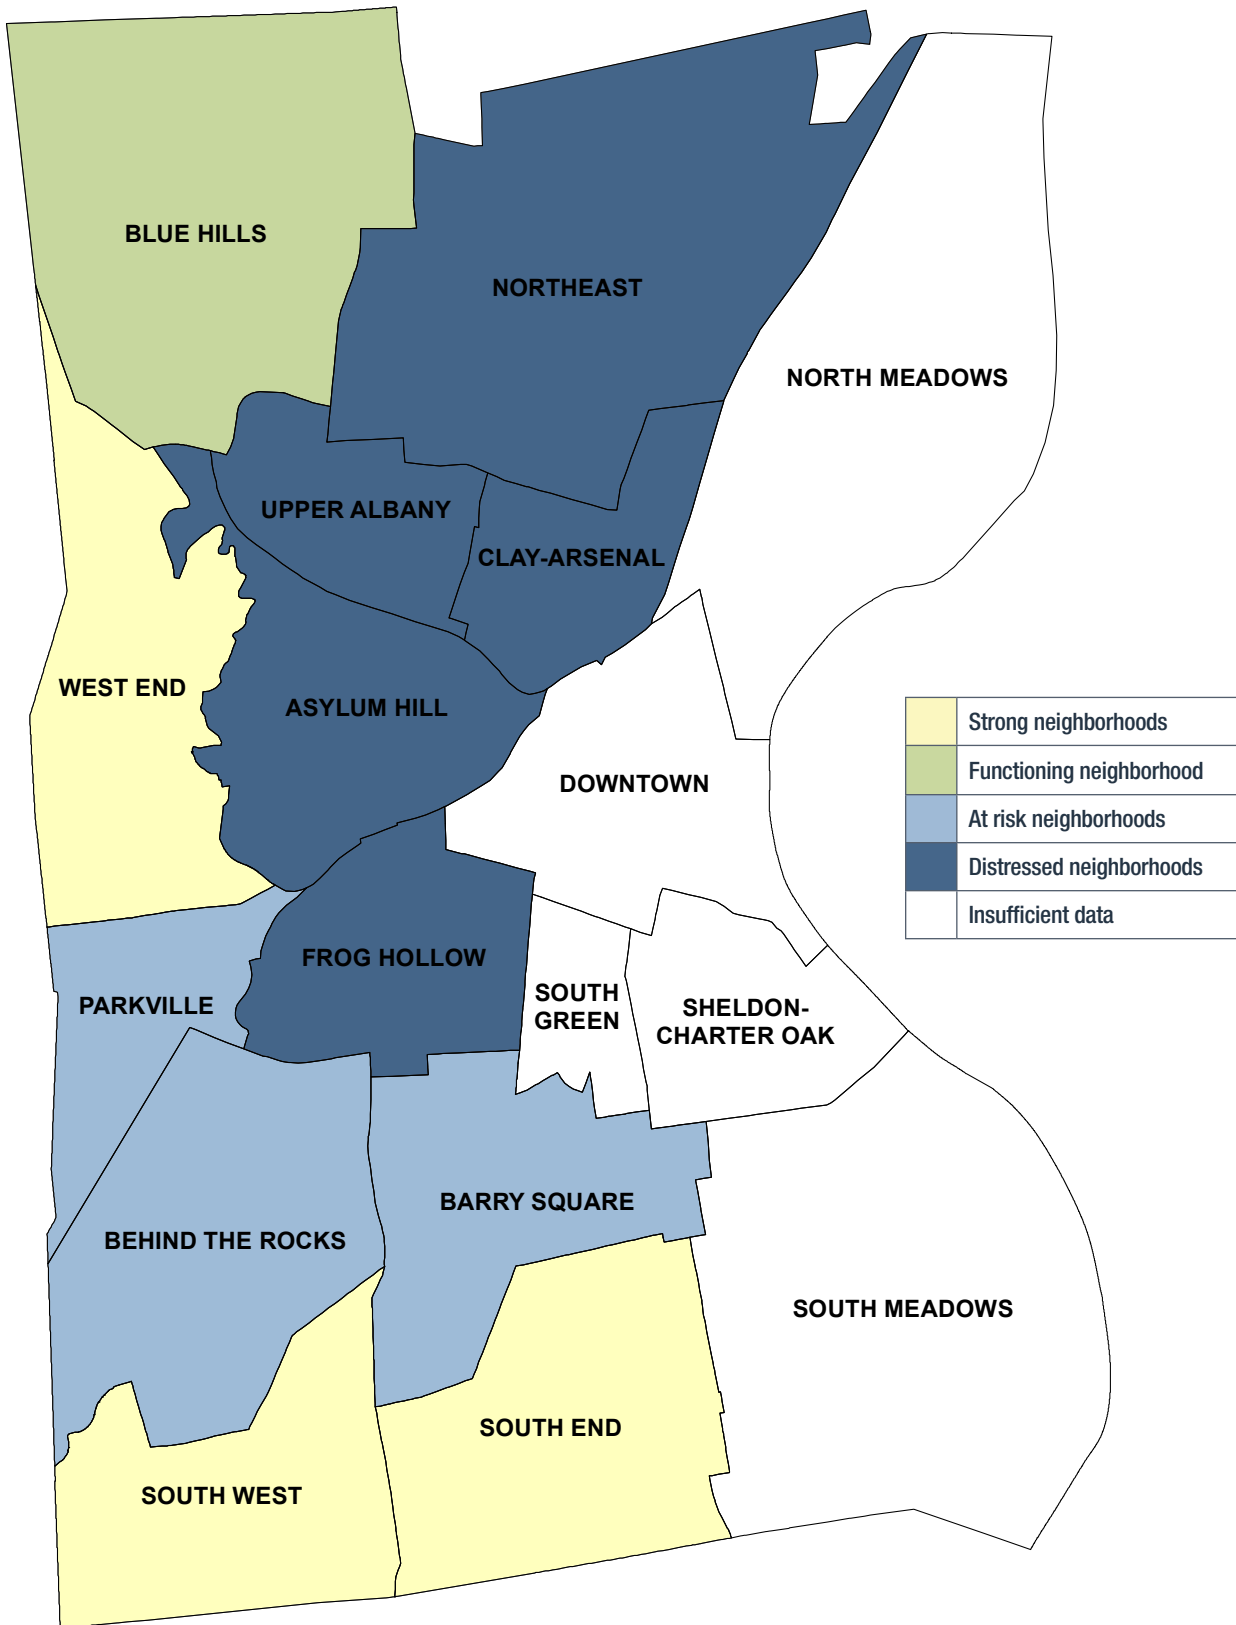 BLUE HILLS
NORTHEAST
NORTH MEADOWS
UPPER ALBANY
CLAY-ARSENAL
WEST END
ASYLUM HILL
DOWNTOWN
Strong neighborhoods
Functioning neighborhood
At risk neighborhoods
Distressed neighborhoods
Insufficient data
FROG HOLLOW
PARKVILLE
SOUTH
GREEN
SHELDON-
CHARTER OAK
BARRY SQUARE
BEHIND THE ROCKS
SOUTH MEADOWS
SOUTH END
SOUTH WEST